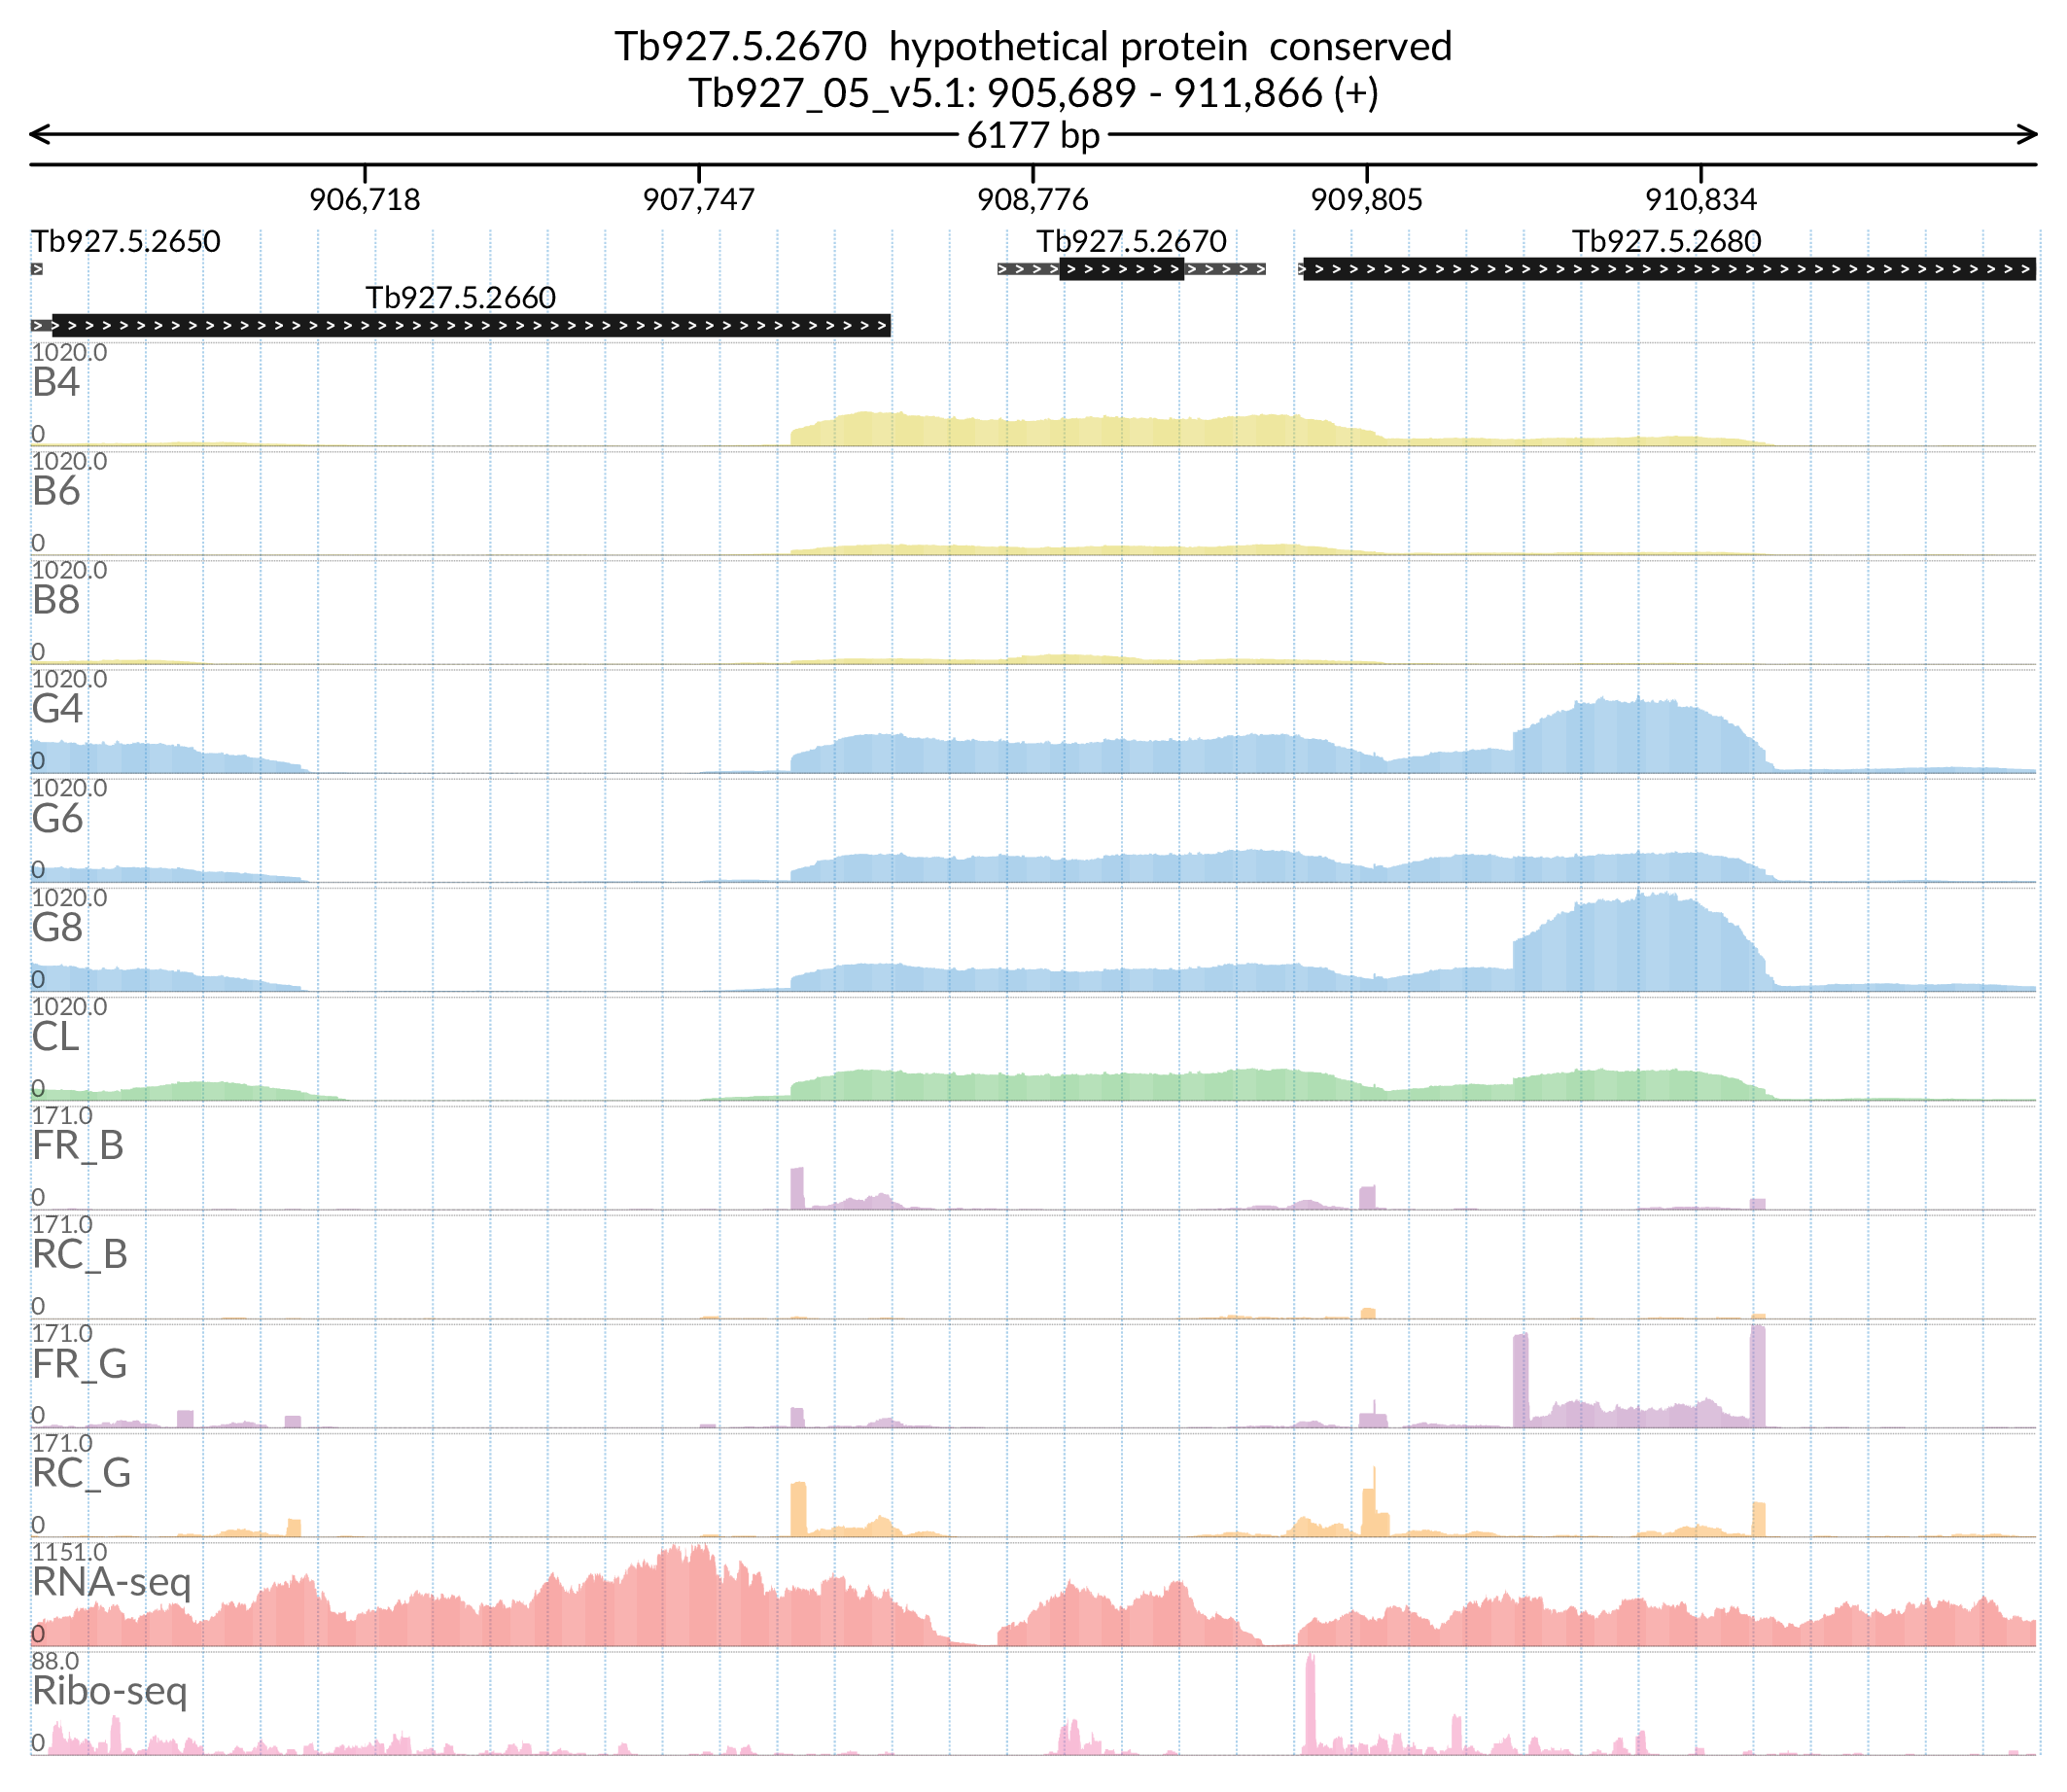 Tb927.5.2670 hypothetical protein conserved
Tb927_05_v5.1: 905,689 - 911,866 (+)
6177 bp
906,718 907,747 908,776 909,805 910,834
Tb927.5.2650 Tb927.5.2670 Tb927.5.2680
Tb927.5.2660
1020.0
B4
0
1020.0
B6
0
1020.0
B8
0
1020.0
G4
0
1020.0
G6
0
1020.0
G8
0
1020.0
CL
0
171.0
FR_B
0
171.0
RC_B
0
171.0
FR_G
0
171.0
RC_G
0
1151.0
RNA-seq
0
88.0
Ribo-seq
0